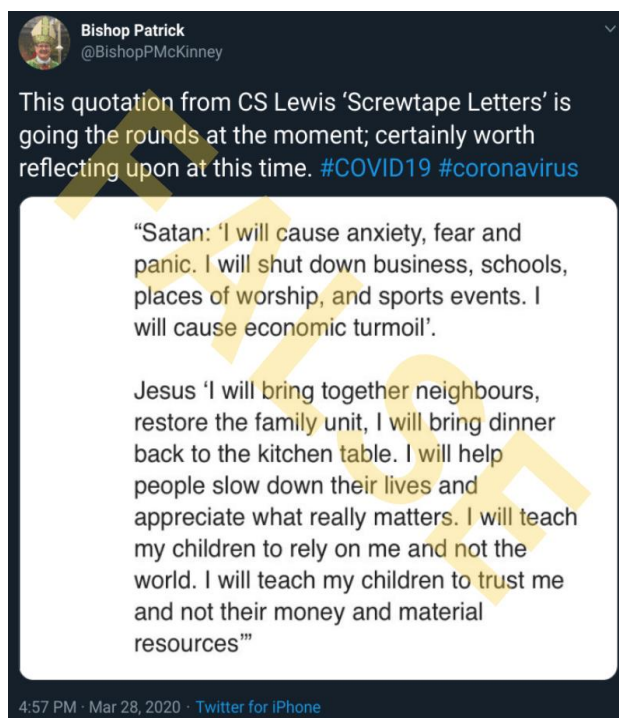 Bishop Patrick
@BishopPMcKinney
This quotation from CS Lewis ‘Screwtape Letters’ is
going the rounds at the moment; certainly worth
reflecting upon at this time. #COVID19 #coronavirus
“Satan: ‘I will cause anxiety, fear and
panic. I will shut down business, schools,
places of worship, and sports events. I
will cause economic turmoil’.
Jesus ‘I will bring together neighbours,
restore the family unit, I will bring dinner
back to the kitchen table. I will help
people slow down their lives and
appreciate what really matters. I will teach
my children to rely on me and not the
world. I will teach my children to trust me
and not their money and material
resources’”
4:57 PM · Mar 28, 2020 · Twitter for iPhone
FALSE